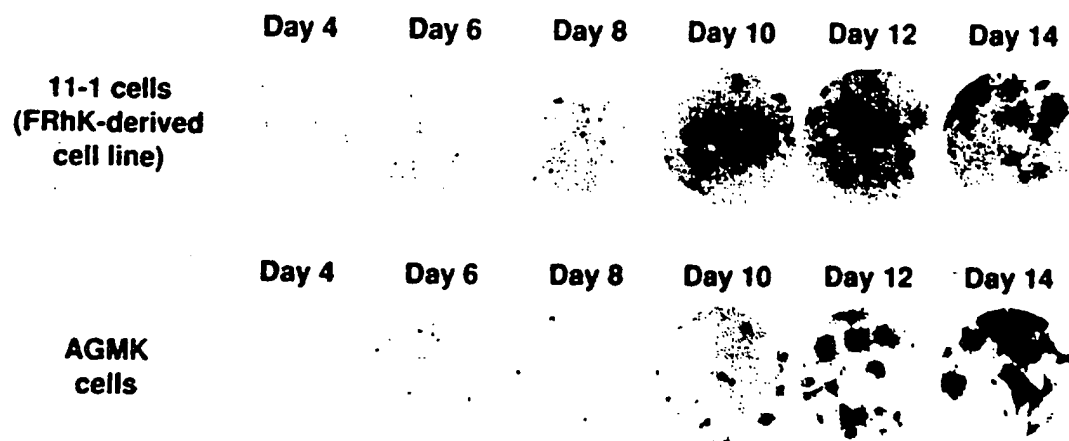 Day 4 Day 6 Day 8 Day 10 Day 12 Day 14
11-1 cells
(FRhK-derived
cell line)
Day 4 Day 6 Day 8 Day 10 Day 12 Day 14
AGMK
cells